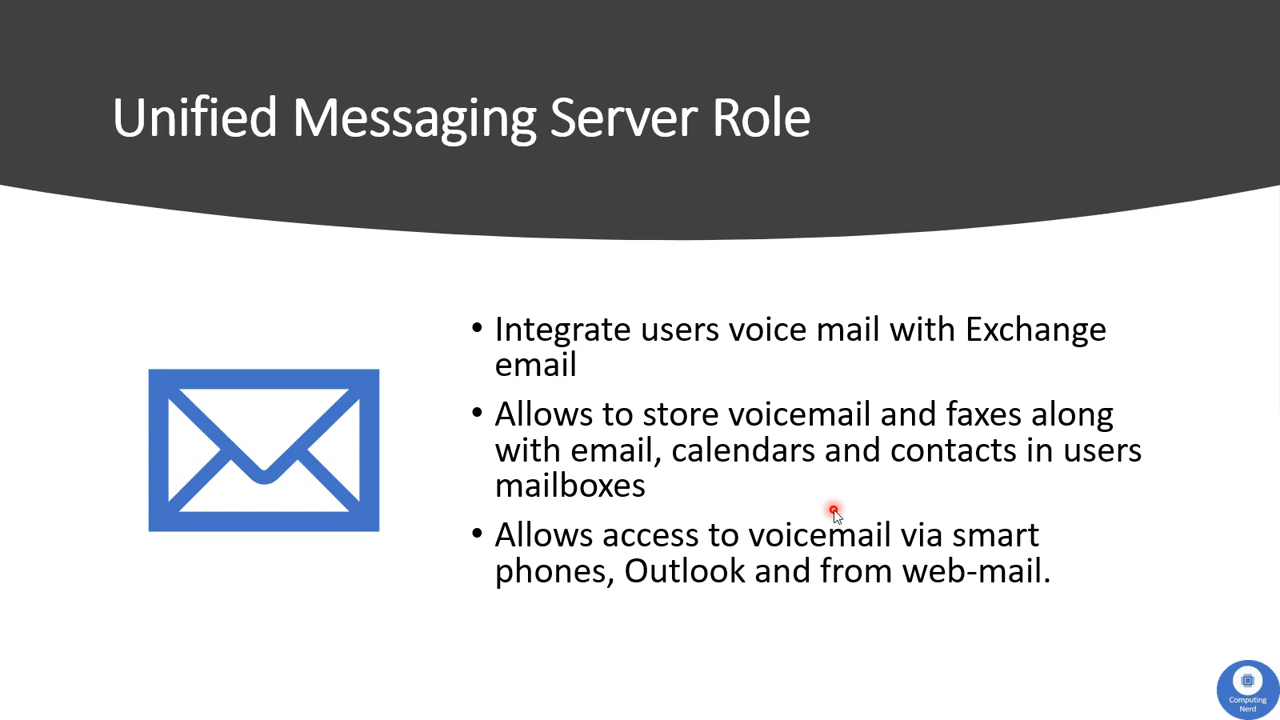 Unified Messaging Server Role
• Integrate users voice mail with Exchange
email
• Allows to store voicemail and faxes along
with email, calendars and contacts in users
mailboxes
• Allows access to voicemail via smart
phones, Outlook and from web-mail.
Computing
Nerd